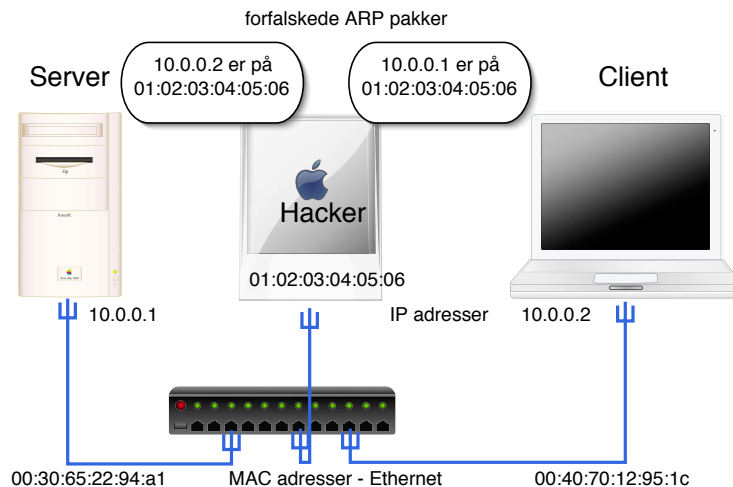 forfalskede ARP pakker
Server
10.0.0.2 er på
01:02:03:04:05:06
10.0.0.1 er på
01:02:03:04:05:06
Client
Zip
Hacker
01:02:03:04:05:06
10.0.0.1
IP adresser
10.0.0.2
00:30:65:22:94:a1
MAC adresser - Ethernet
00:40:70:12:95:1c